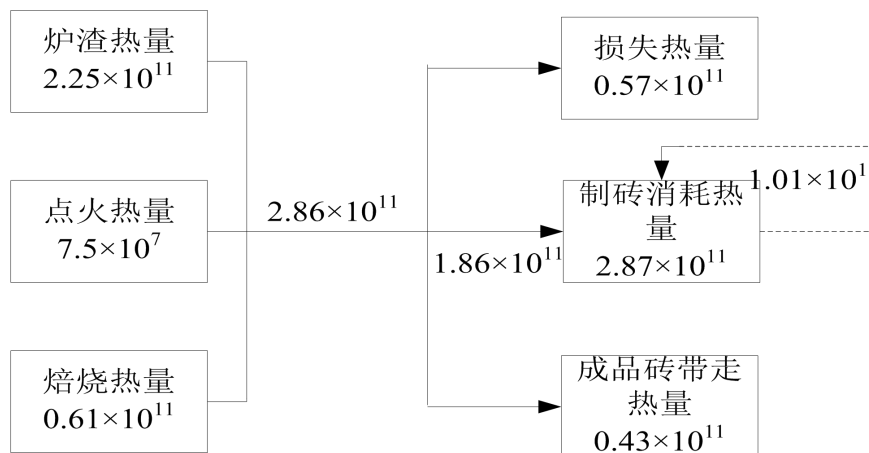 炉渣热量
2.25×10¹¹
点火热量
7.5×10⁷
焙烧热量
0.61×10¹¹
2.86×10¹¹
1.86×10¹¹
损失热量
0.57×10¹¹
制砖消耗热
量
2.87×10¹¹
1.01×10¹
成品砖带走
热量
0.43×10¹¹